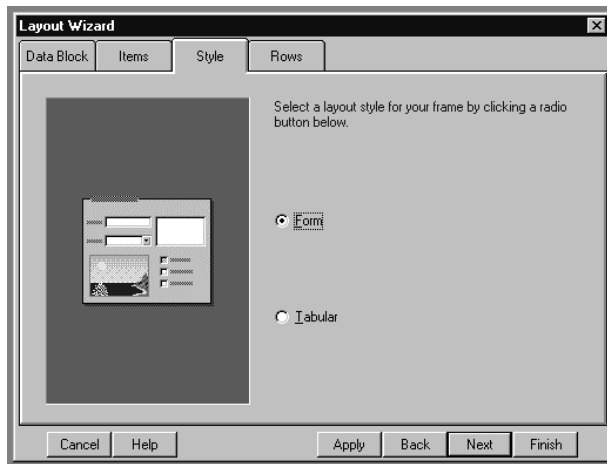 Layout Wizard
Data Block Items Style Rows
Select a layout style for your frame by clicking a radio
button below.
Form
Tabular
Cancel Help Apply Back Next Finish